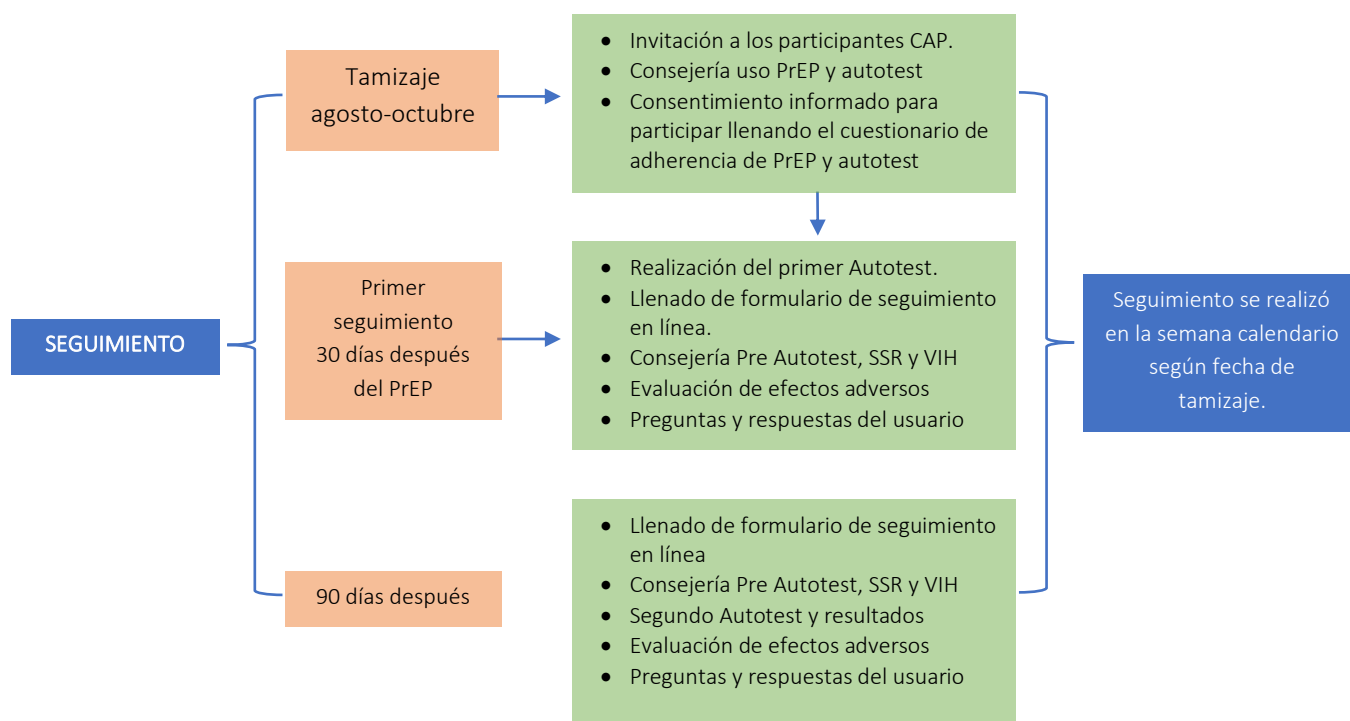 SEGUIMIENTO
Tamizaje
agosto-octubre
• Invitación a los participantes CAP.
• Consejería uso PrEP y autotest
• Consentimiento informado para
participar llenando el cuestionario de
adherencia de PrEP y autotest
Primer
seguimiento
30 días después
del PrEP
• Realización del primer Autotest.
• Llenado de formulario de seguimiento
en línea.
• Consejería Pre Autotest, SSR y VIH
• Evaluación de efectos adversos
• Preguntas y respuestas del usuario
90 días después
• Llenado de formulario de seguimiento
en línea
• Consejería Pre Autotest, SSR y VIH
• Segundo Autotest y resultados
• Evaluación de efectos adversos
• Preguntas y respuestas del usuario
Seguimiento se realizó
en la semana calendario
según fecha de
tamizaje.